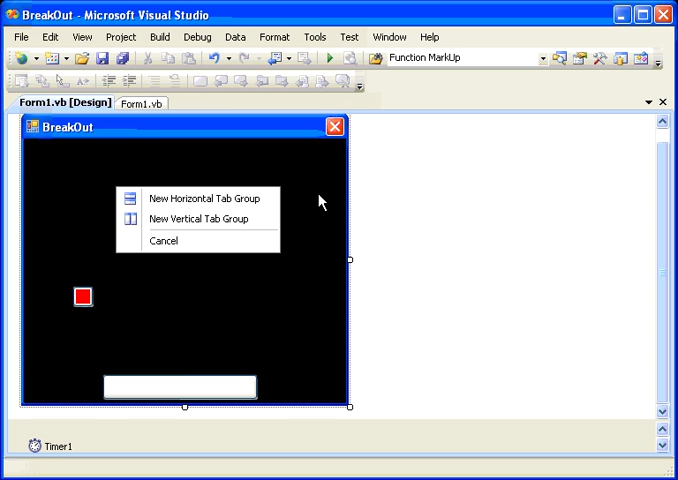 BreakOut - Microsoft Visual Studio
File Edit View Project Build Debug Data Format Tools Test Window Help
Function MarkUp
Form1.vb [Design] Form1.vb
BreakOut
New Horizontal Tab Group
New Vertical Tab Group
Cancel
Timer1